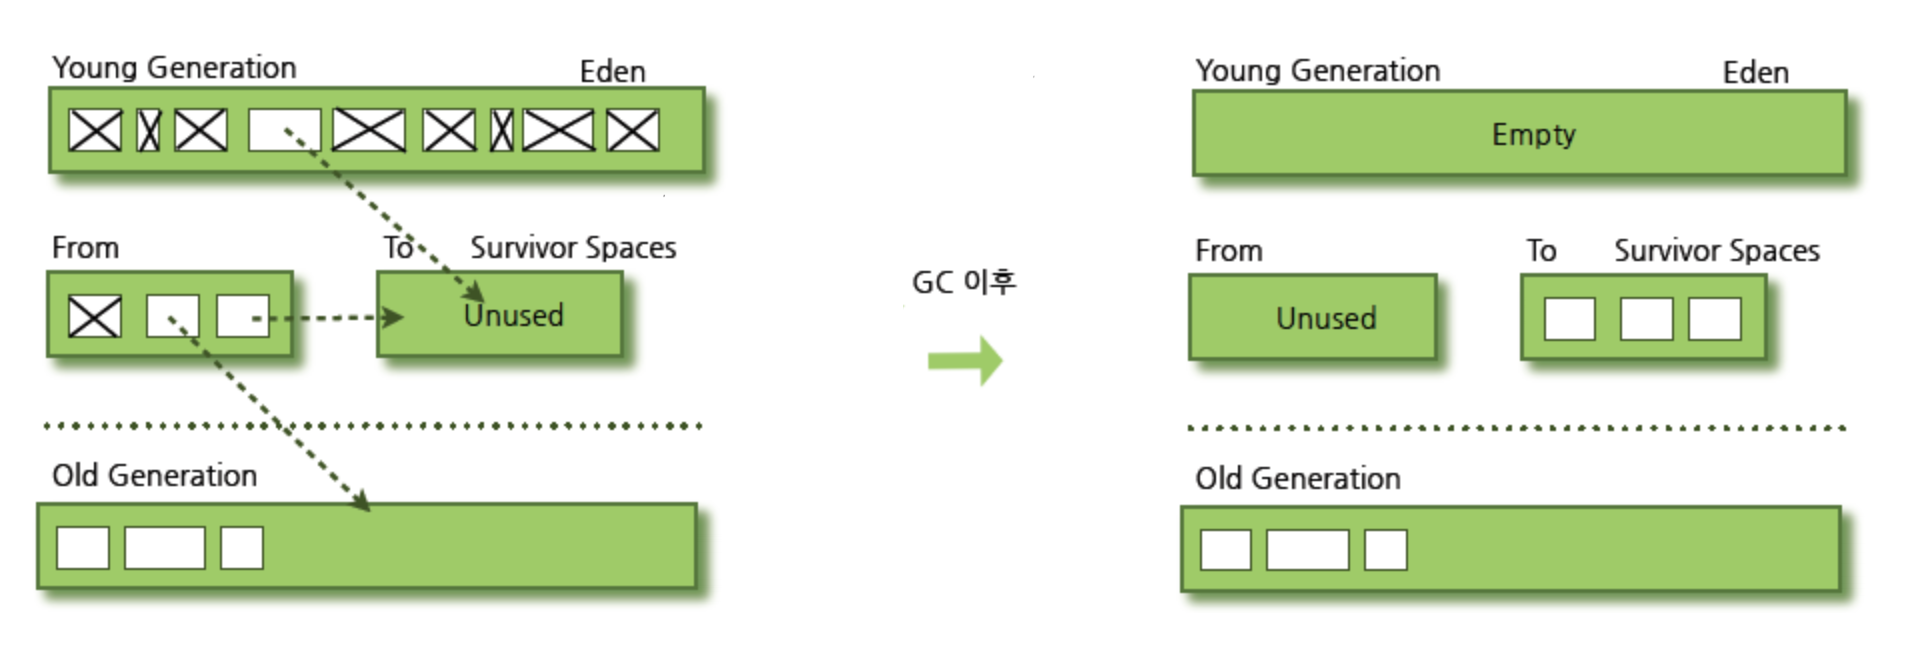 Young Generation
Eden
From
To
Survivor Spaces
Unused
Old Generation
GC 이후
Young Generation
Eden
Empty
From
To
Survivor Spaces
Unused
Old Generation